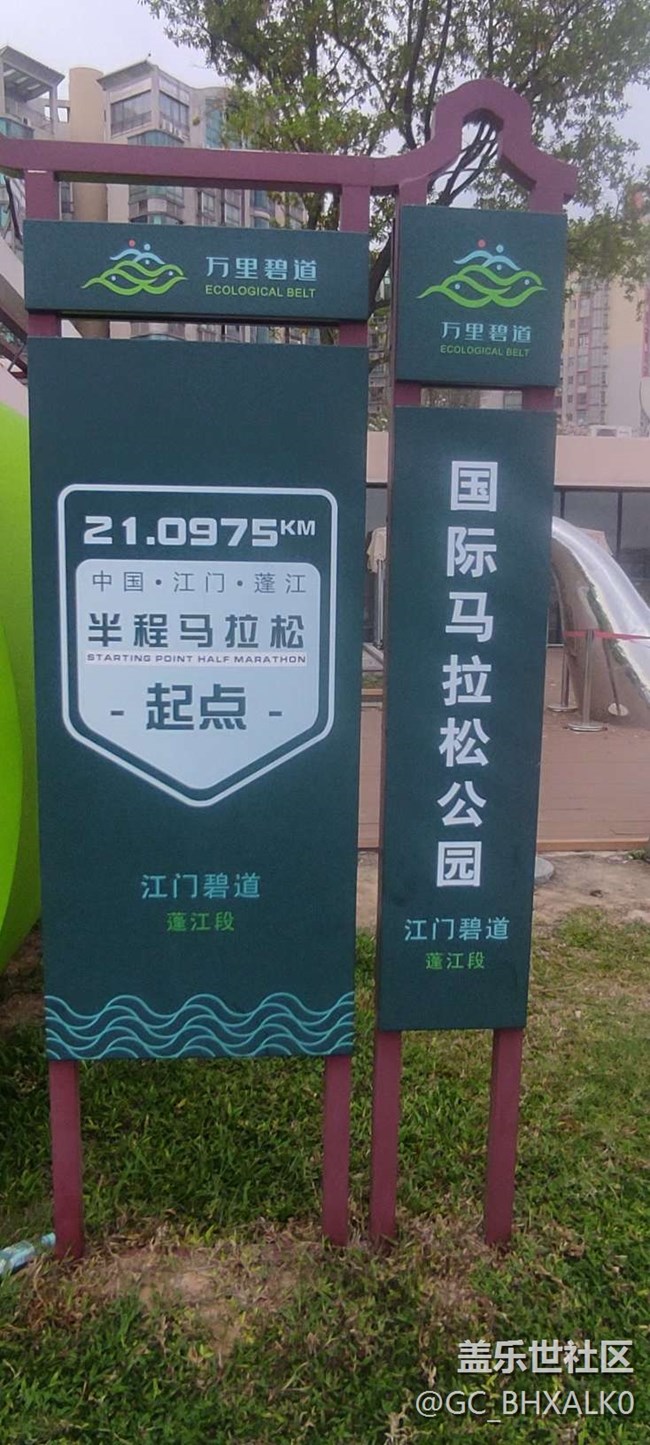 万里碧道
ECOLOGICAL BELT
21.0975KM
中国·江门·蓬江
半程马拉松
STARTING POINT HALF MARATHON
- 起点 -
江门碧道
蓬江段
万里碧道
ECOLOGICAL BELT
国际马拉松公园
江门碧道
蓬江段
盖乐世社区
@GC_BHXALK0